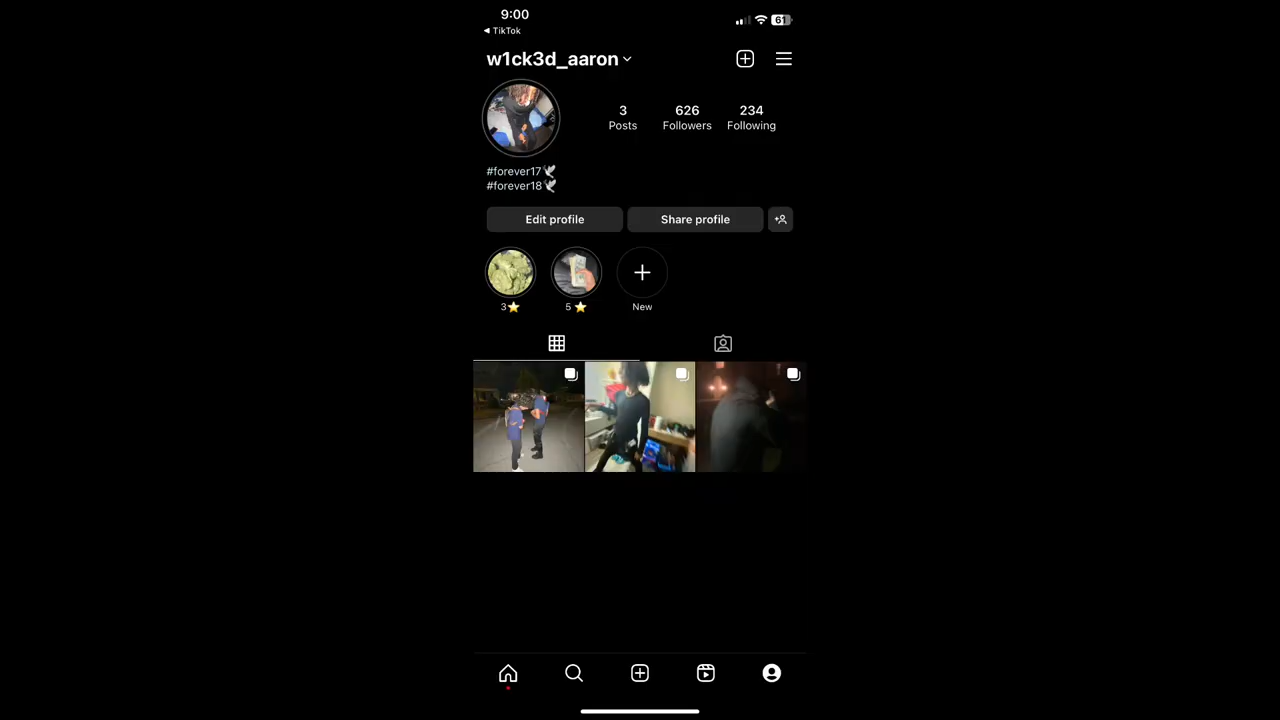 9:00
61
◀ TikTok
w1ck3d_aaron
3 626 234
Posts Followers Following
#forever17🕊
#forever18🕊
Edit profile Share profile
3⭐ 5 ⭐ New